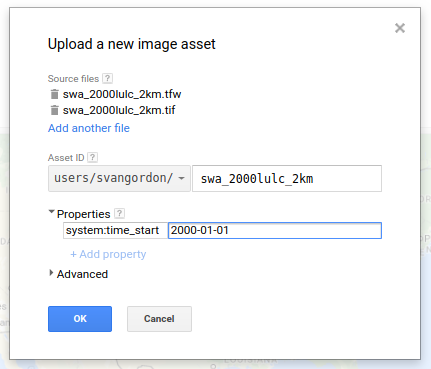 Upload a new image asset
×
Source files ?
swa_2000lulc_2km.tfw
swa_2000lulc_2km.tif
Add another file
Asset ID ?
users/svangordon/ swa_2000lulc_2km
Properties ?
system:time_start 2000-01-01
+ Add property
Advanced
OK Cancel